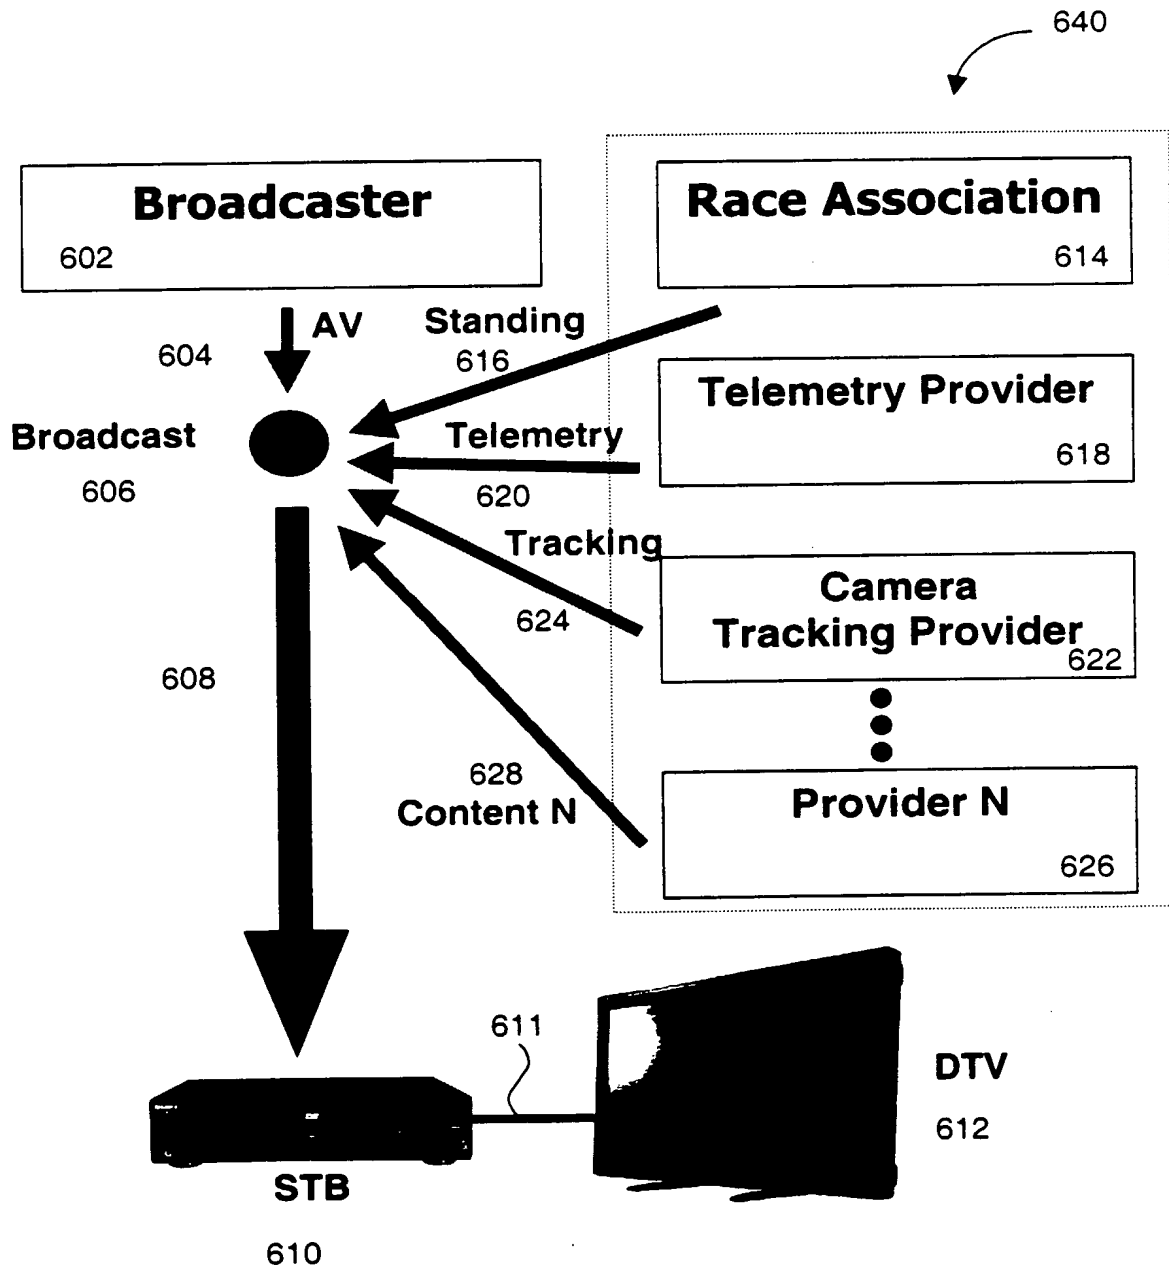 640
Broadcaster
602
Race Association
614
AV
604
Standing
616
Telemetry Provider
618
Broadcast
606
Telemetry
620
Tracking
624
Camera
Tracking Provider
622
608
628
Content N
Provider N
626
611
DTV
612
STB
610